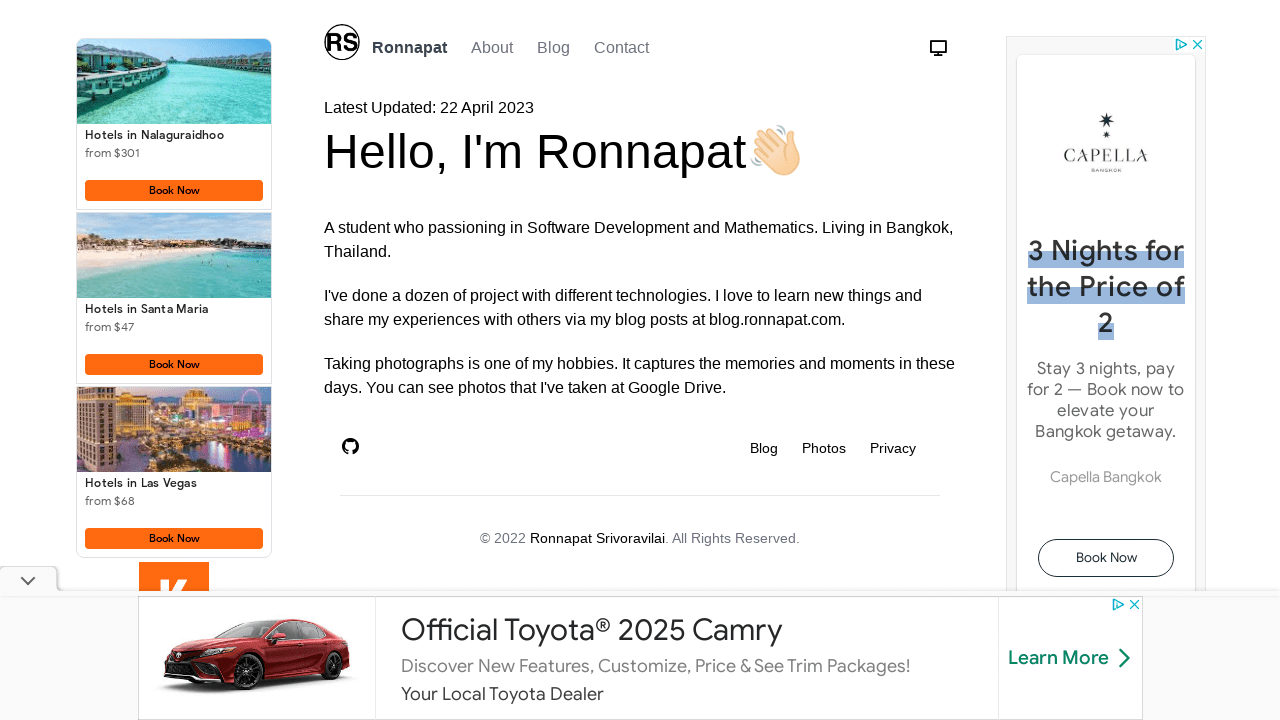 RS
Ronnapat
About
Blog
Contact
Latest Updated: 22 April 2023
Hello, I'm Ronnapat
A student who passioning in Software Development and Mathematics. Living in Bangkok,
Thailand.
I've done a dozen of project with different technologies. I love to learn new things and
share my experiences with others via my blog posts at blog.ronnapat.com.
Taking photographs is one of my hobbies. It captures the memories and moments in these
days. You can see photos that I've taken at Google Drive.
Blog
Photos
Privacy
© 2022 Ronnapat Srivoravilai. All Rights Reserved.
Hotels in Nalaguraidhoo
from $301
Book Now
Hotels in Santa Maria
from $47
Book Now
Hotels in Las Vegas
from $68
Book Now
K
CAPELLA
BANGKOK
3 Nights for
the Price of
2
Stay 3 nights, pay
for 2 — Book now to
elevate your
Bangkok getaway.
Capella Bangkok
Book Now
Official Toyota® 2025 Camry
Discover New Features, Customize, Price & See Trim Packages!
Your Local Toyota Dealer
Learn More